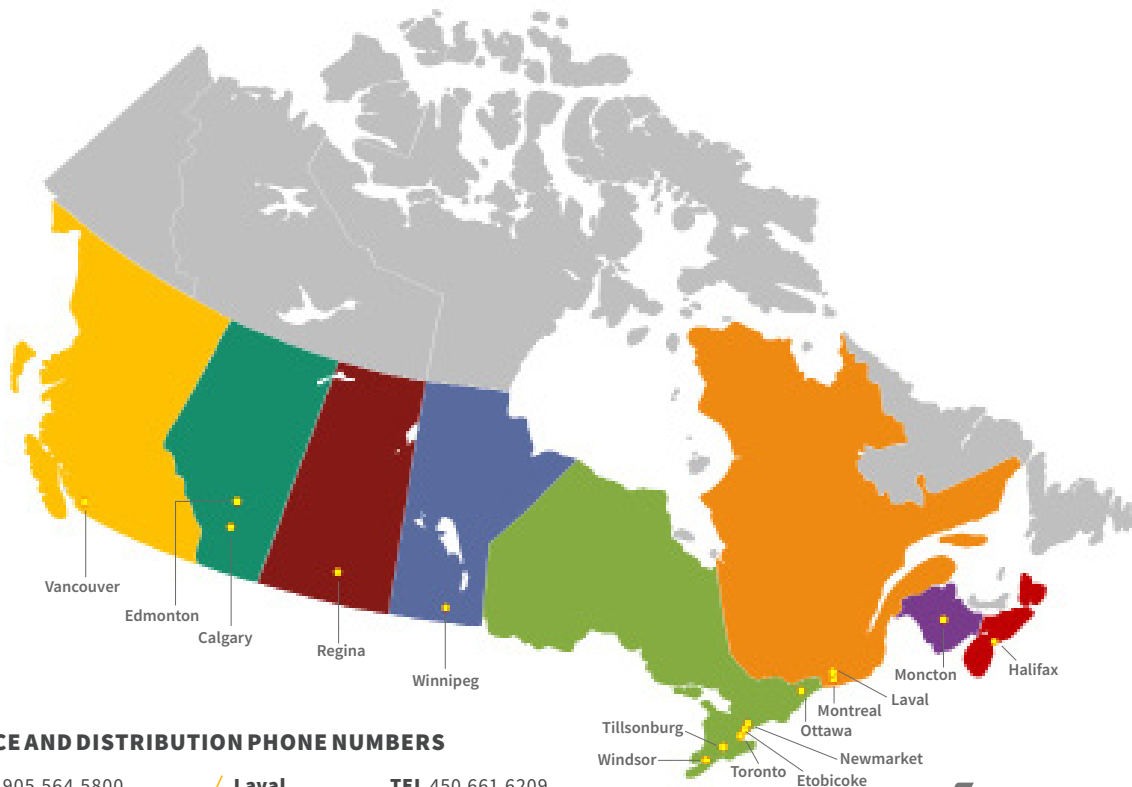 Vancouver
Edmonton
Calgary
Regina
Winnipeg
Moncton
Halifax
Laval
Montreal
Ottawa
Tillsonburg
Newmarket
Windsor
Toronto
Etobicoke
CE AND DISTRIBUTION PHONE NUMBERS
905.564.5800 / Laval TEL 450.661.6209